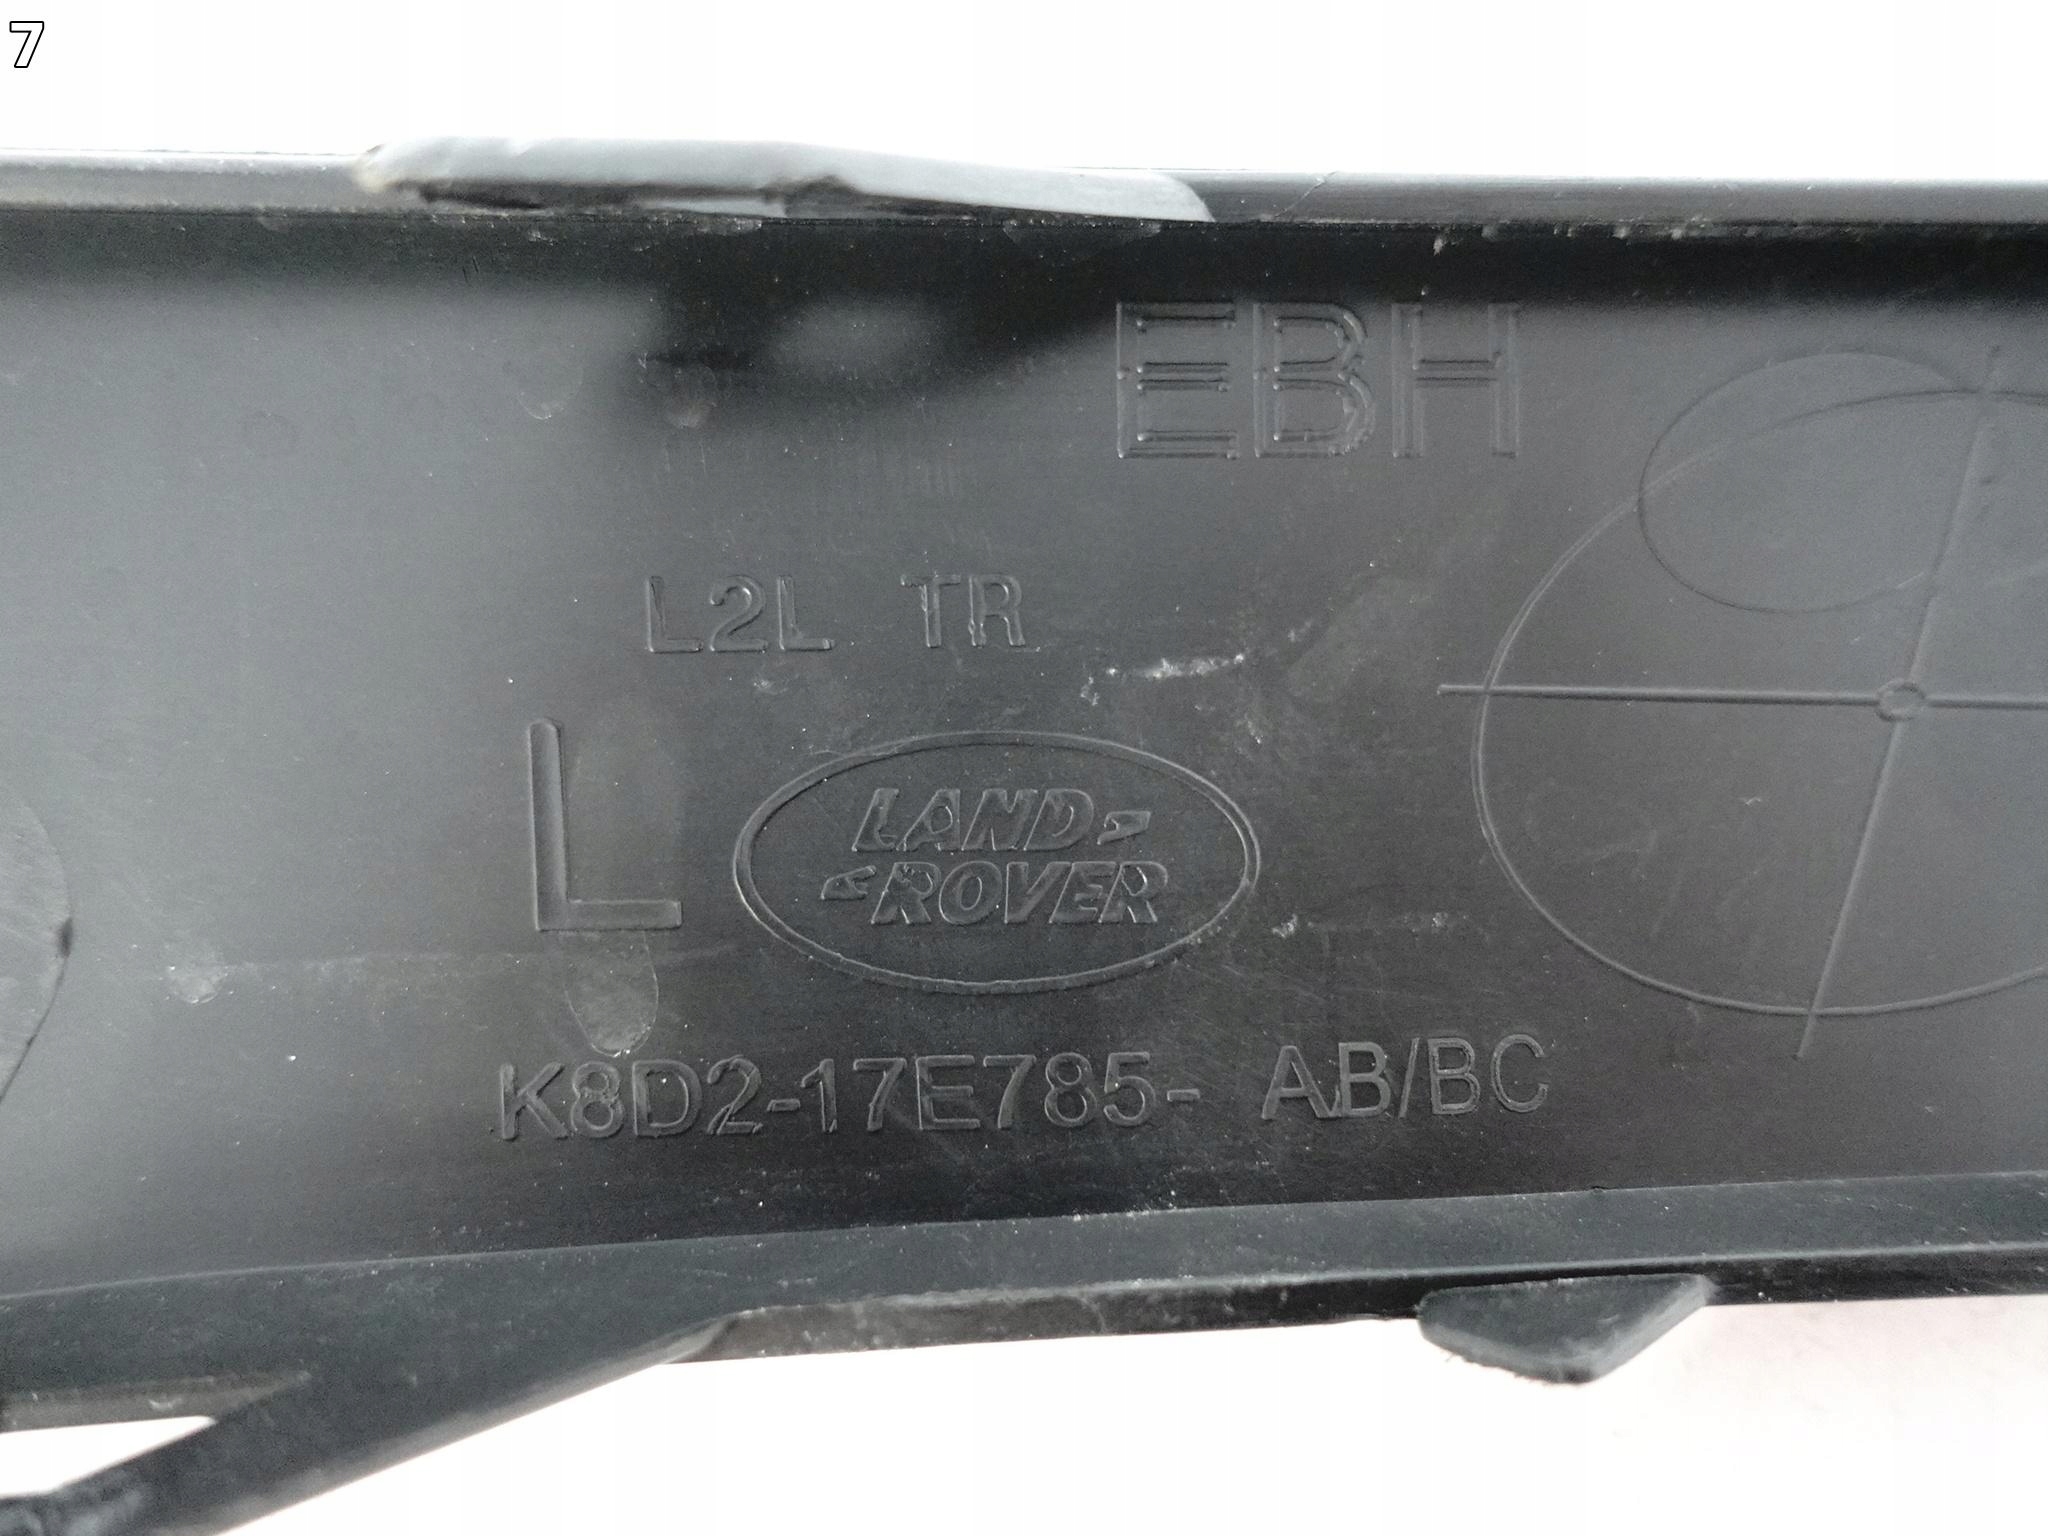 7
EBH
L2L TR
L
LAND
ROVER
K8D2-17E785- AB/BC